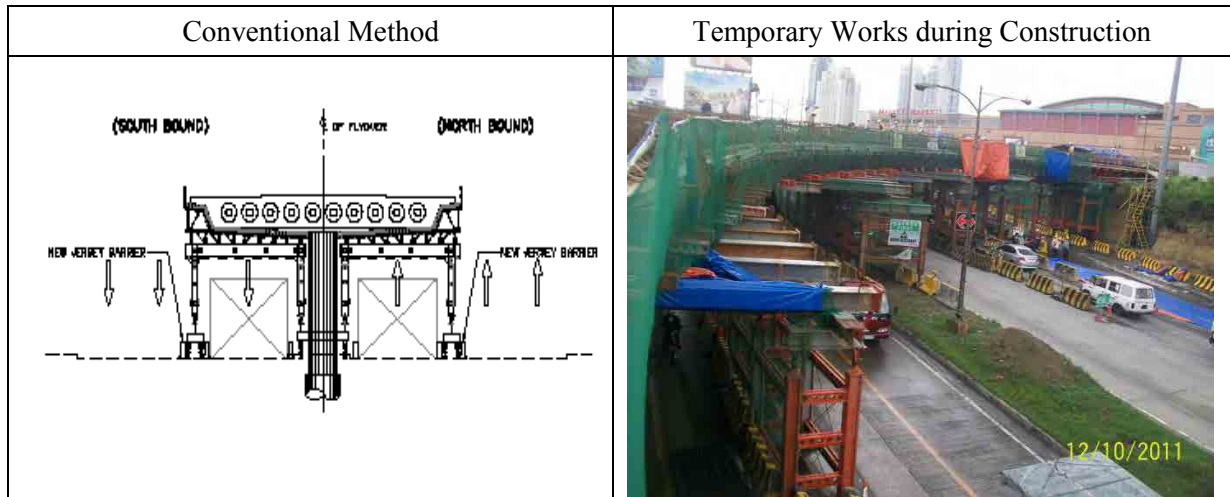 Conventional Method
Temporary Works during Construction
(SOUTH BOUND)
OF FLYOVER
(NORTH BOUND)
NEW JERSEY BARRIER
NEW JERSEY BARRIER
12/10/2011